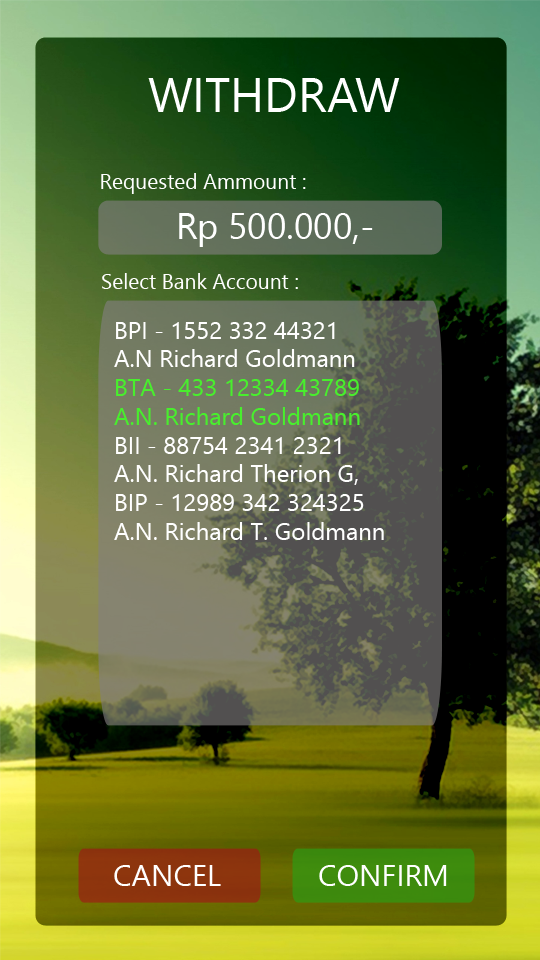 WITHDRAW
Requested Ammount :
Rp 500.000,-
Select Bank Account :
BPI - 1552 332 44321
A.N Richard Goldmann
BTA - 433 12334 43789
A.N. Richard Goldmann
BII - 88754 2341 2321
A.N. Richard Therion G,
BIP - 12989 342 324325
A.N. Richard T. Goldmann
CANCEL
CONFIRM